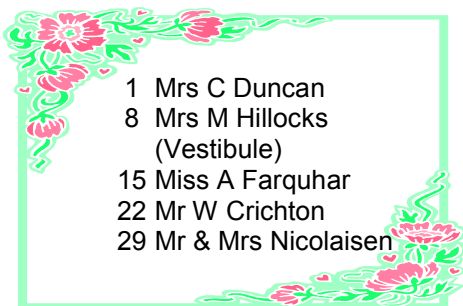 1 Mrs C Duncan
8 Mrs M Hillocks
(Vestibule)
15 Miss A Farquhar
22 Mr W Crichton
29 Mr & Mrs Nicolaisen